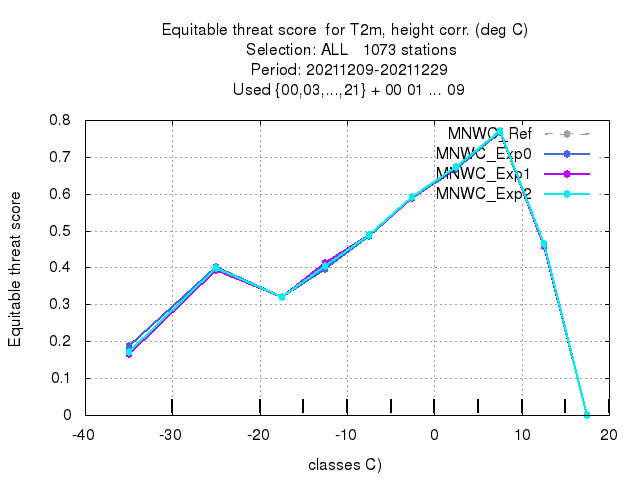 Equitable threat score  for T2m, height corr. (deg C)
Selection: ALL   1073 stations
Period: 20211209-20211229
Used {00,03,...,21} + 00 01 ... 09
Equitable threat score
0.8
0.7
0.6
0.5
0.4
0.3
0.2
0.1
0
MNWC_Ref
MNWC_Exp0
MNWC_Exp1
MNWC_Exp2
-40 -30 -20 -10 0 10 20
classes C)